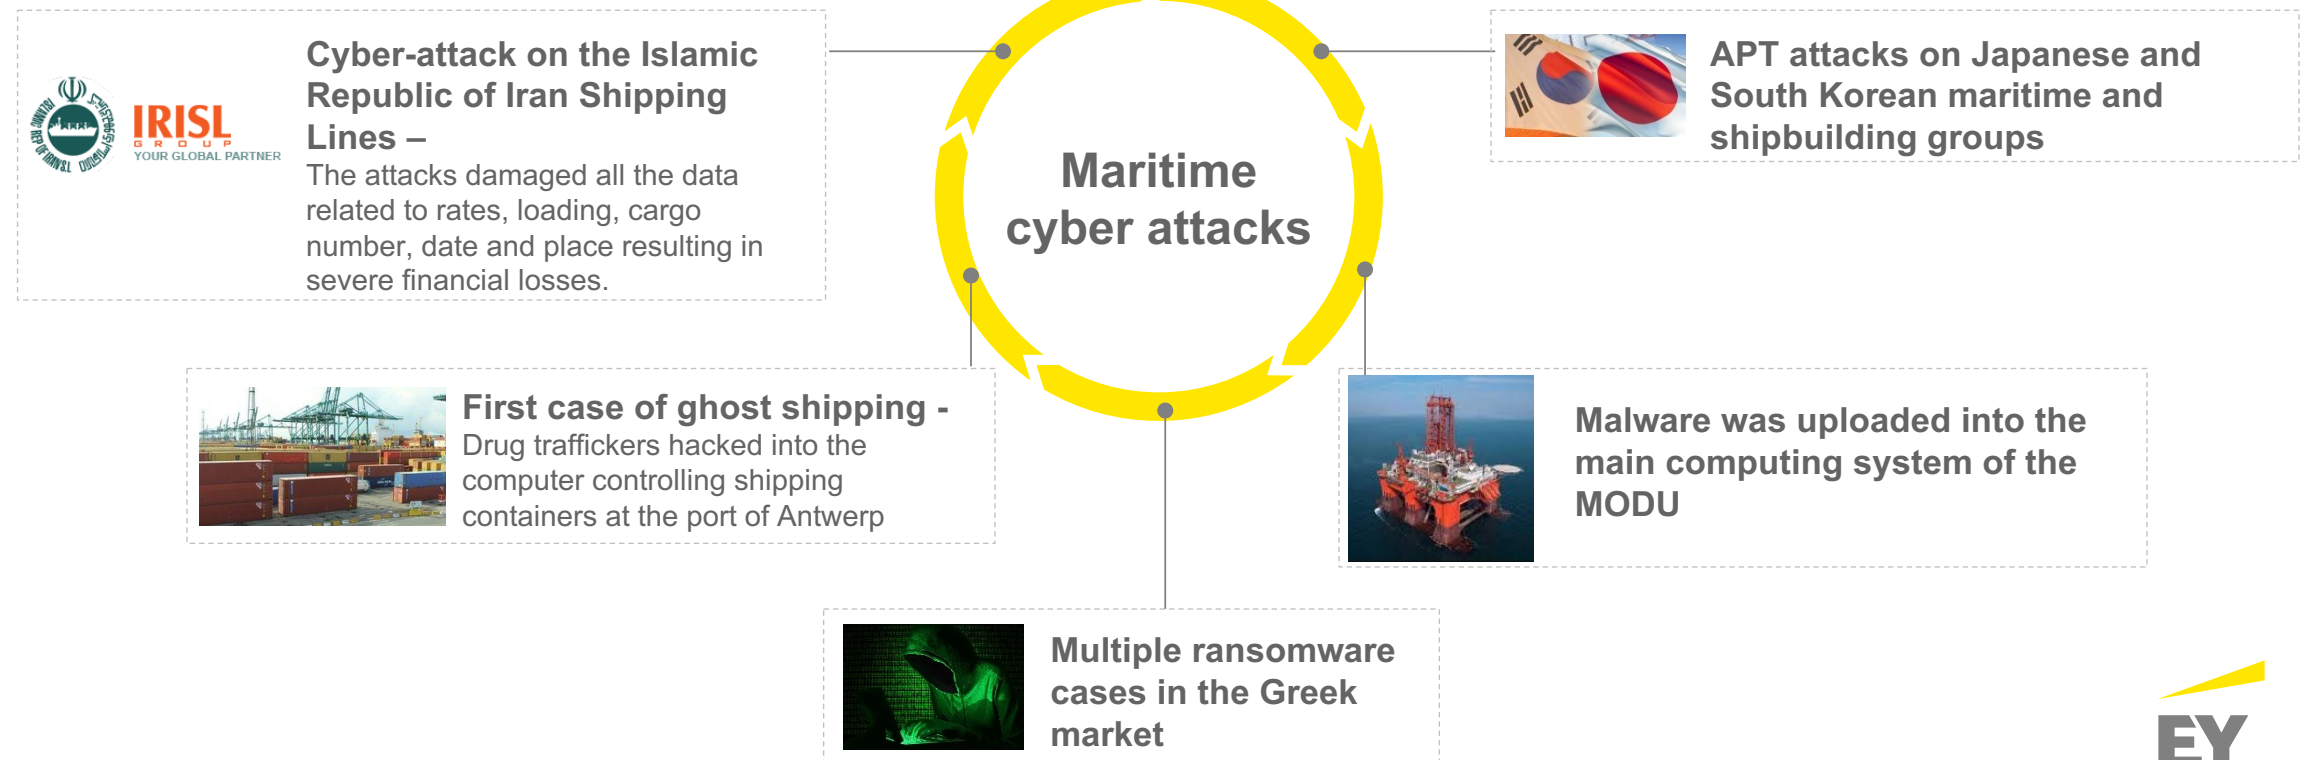 Cyber-attack on the Islamic
Republic of Iran Shipping
Lines –
The attacks damaged all the data
related to rates, loading, cargo
number, date and place resulting in
severe financial losses.
IRISL
GROUP
YOUR GLOBAL PARTNER
Maritime
cyber attacks
APT attacks on Japanese and
South Korean maritime and
shipbuilding groups
First case of ghost shipping -
Drug traffickers hacked into the
computer controlling shipping
containers at the port of Antwerp
Malware was uploaded into the
main computing system of the
MODU
Multiple ransomware
cases in the Greek
market
EY